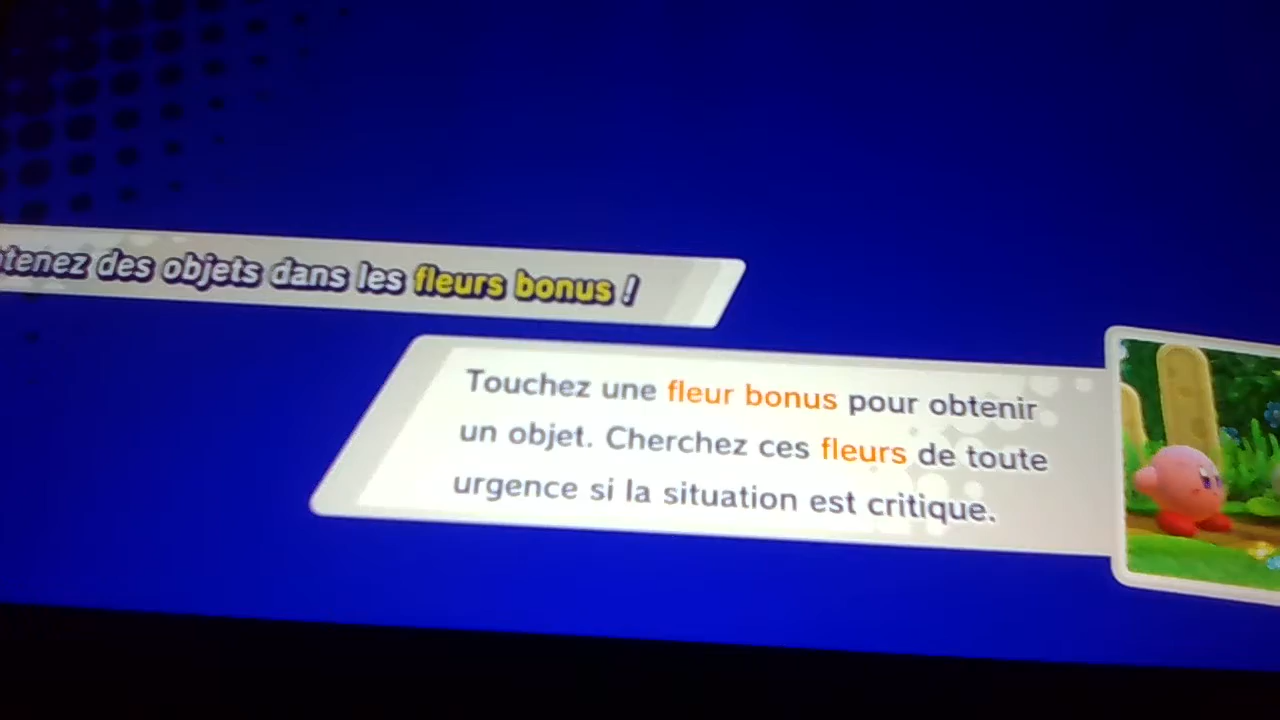 tenez des objets dans les fleurs bonus !
Touchez une fleur bonus pour obtenir
un objet. Cherchez ces fleurs de toute
urgence si la situation est critique.